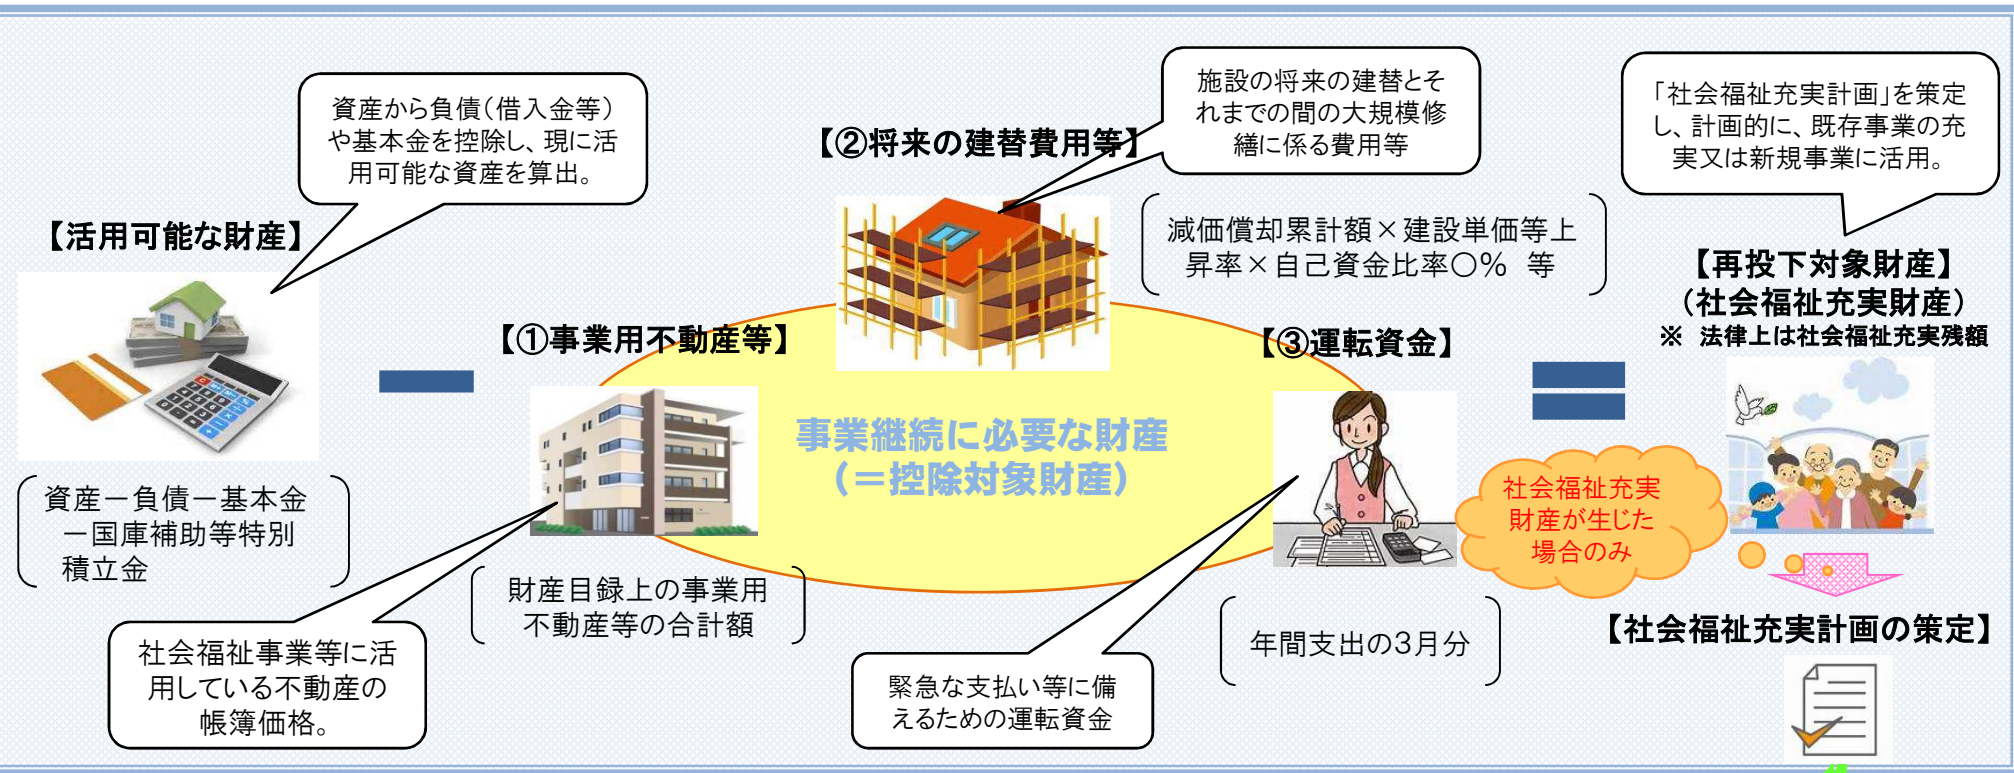 資産から負債(借入金等)
や基本金を控除し、現に活
用可能な資産を算出。
【活用可能な財産】
資産－負債－基本金
－国庫補助等特別
積立金
社会福祉事業等に活
用している不動産の
帳簿価格。
【①事業用不動産等】
財産目録上の事業用
不動産等の合計額
【②将来の建替費用等】
施設の将来の建替とそ
れまでの間の大規模修
繕に係る費用等
減価償却累計額×建設単価等上
昇率×自己資金比率○% 等
事業継続に必要な財産
(＝控除対象財産)
【③運転資金】
年間支出の3月分
緊急な支払い等に備
えるための運転資金
「社会福祉充実計画」を策定
し、計画的に、既存事業の充
実又は新規事業に活用。
【再投下対象財産】
(社会福祉充実財産)
※ 法律上は社会福祉充実残額
社会福祉充実
財産が生じた
場合のみ
【社会福祉充実計画の策定】